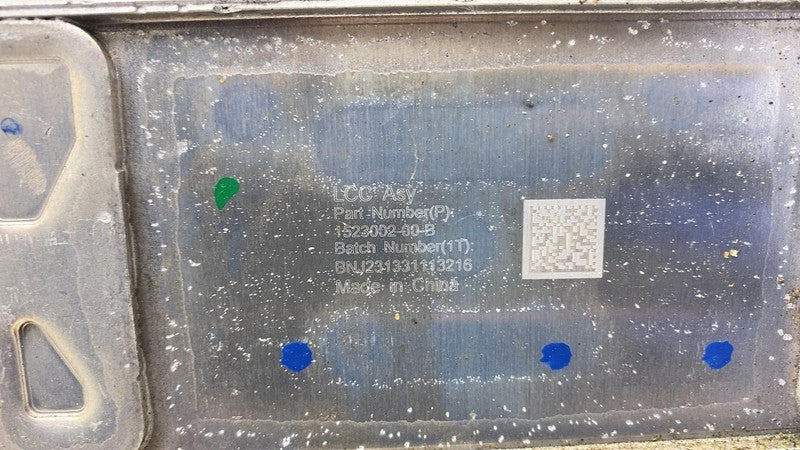 LCC Asy
Part Number(P):
1523002-00-B
Batch Number(1T):
BNJ231331113216
Made in China